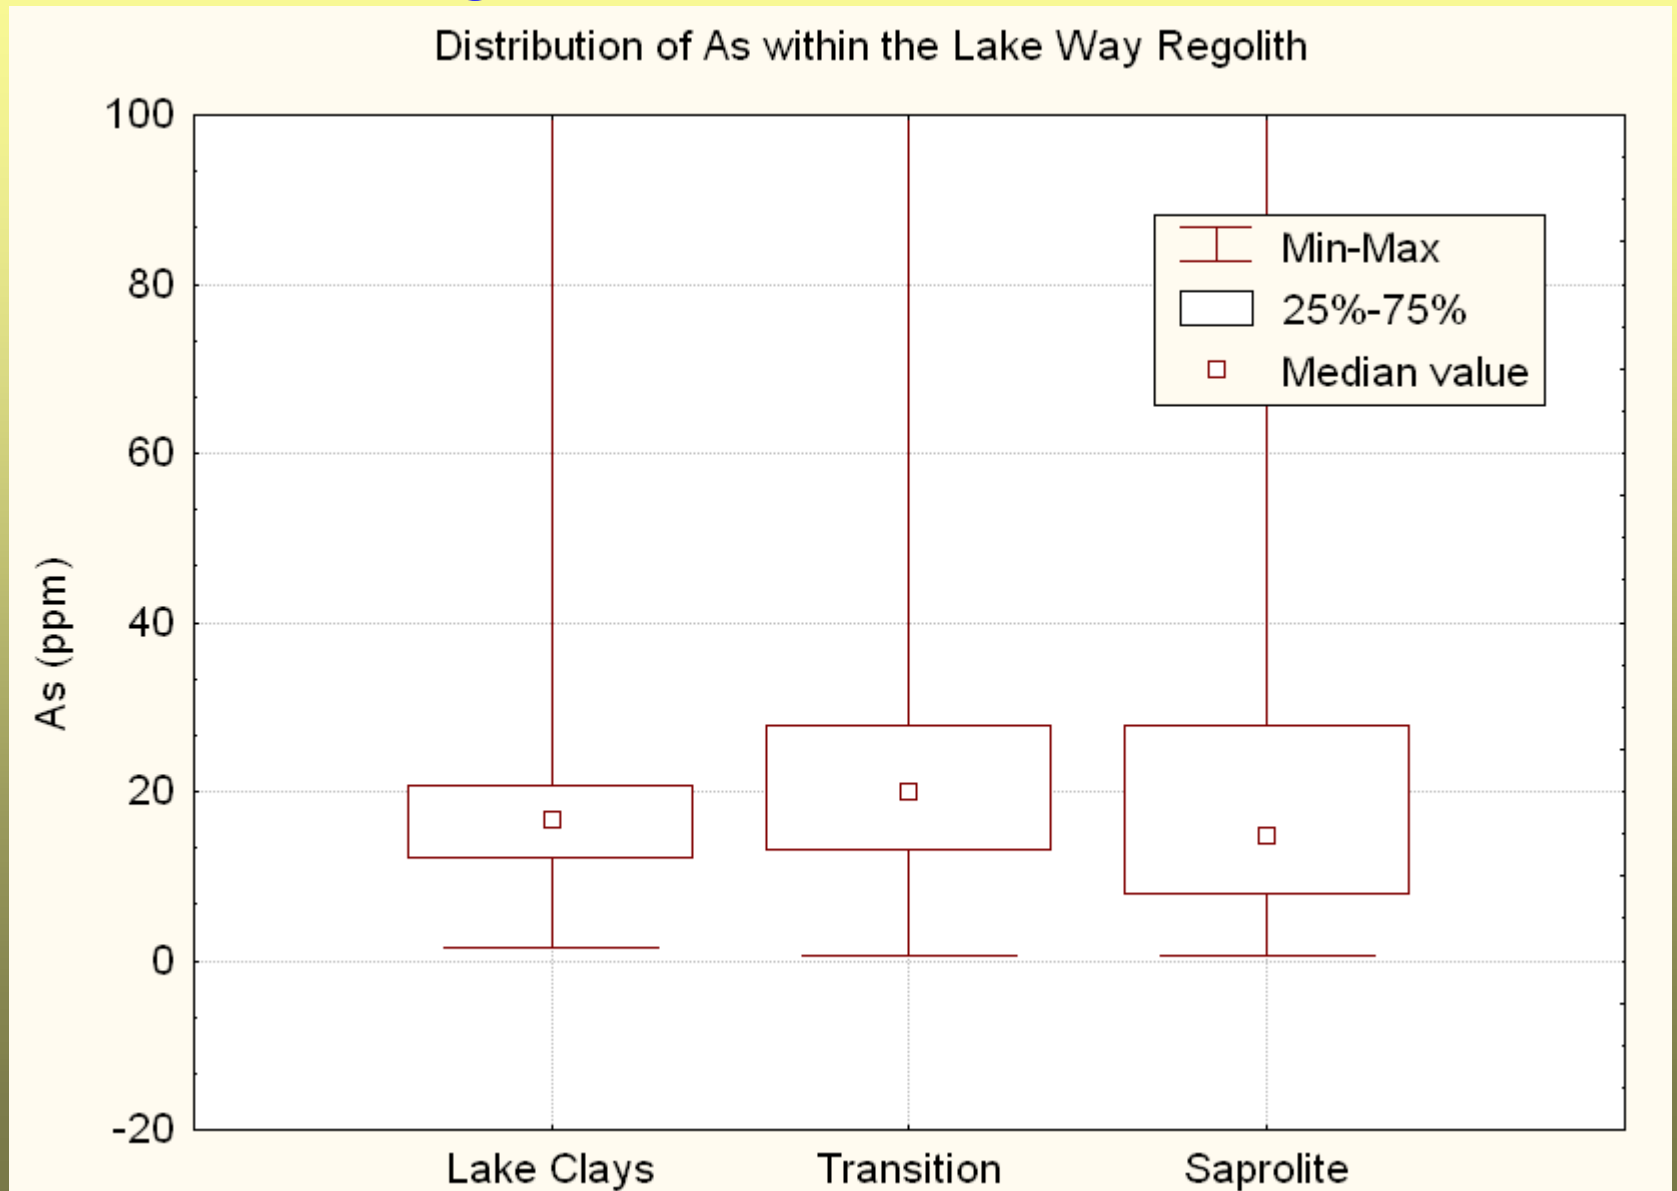 Distribution of As within the Lake Way Regolith
100
80
60
40
20
0
-20
As (ppm)
Min-Max
25%-75%
Median value
Lake Clays
Transition
Saprolite